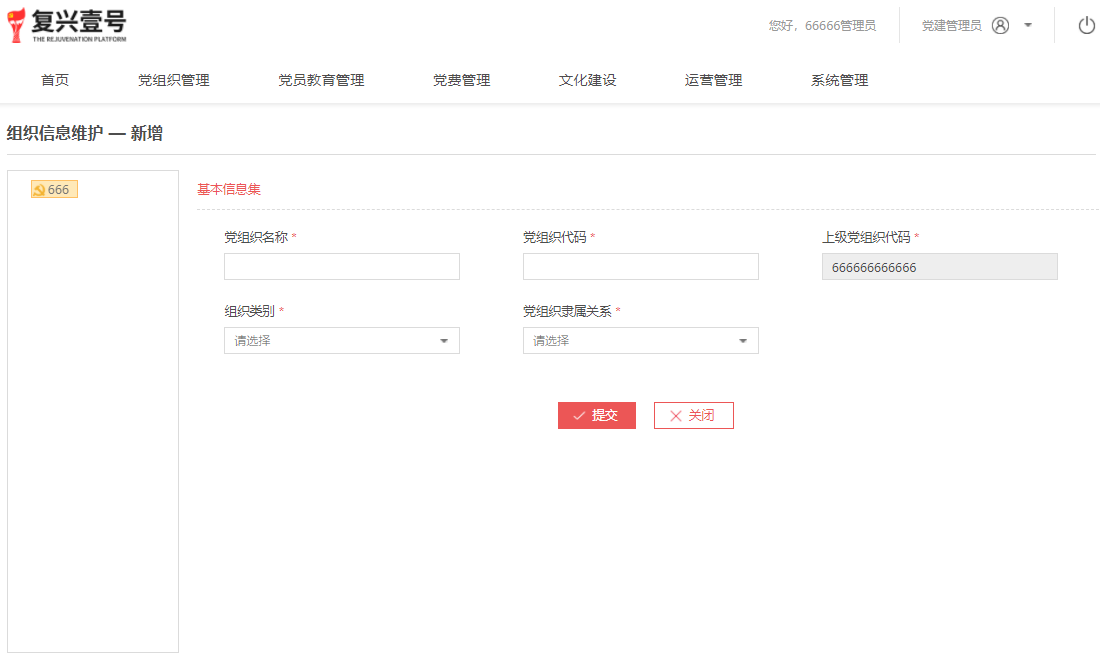 复兴壹号
THE REJUVENATION PLATFORM
您好，66666管理员
党建管理员
首页 党组织管理 党员教育管理 党费管理 文化建设 运营管理 系统管理
组织信息维护 — 新增
666
基本信息集
党组织名称 * 党组织代码 * 上级党组织代码 *
666666666666
组织类别 * 党组织隶属关系 *
请选择 请选择
提交 关闭